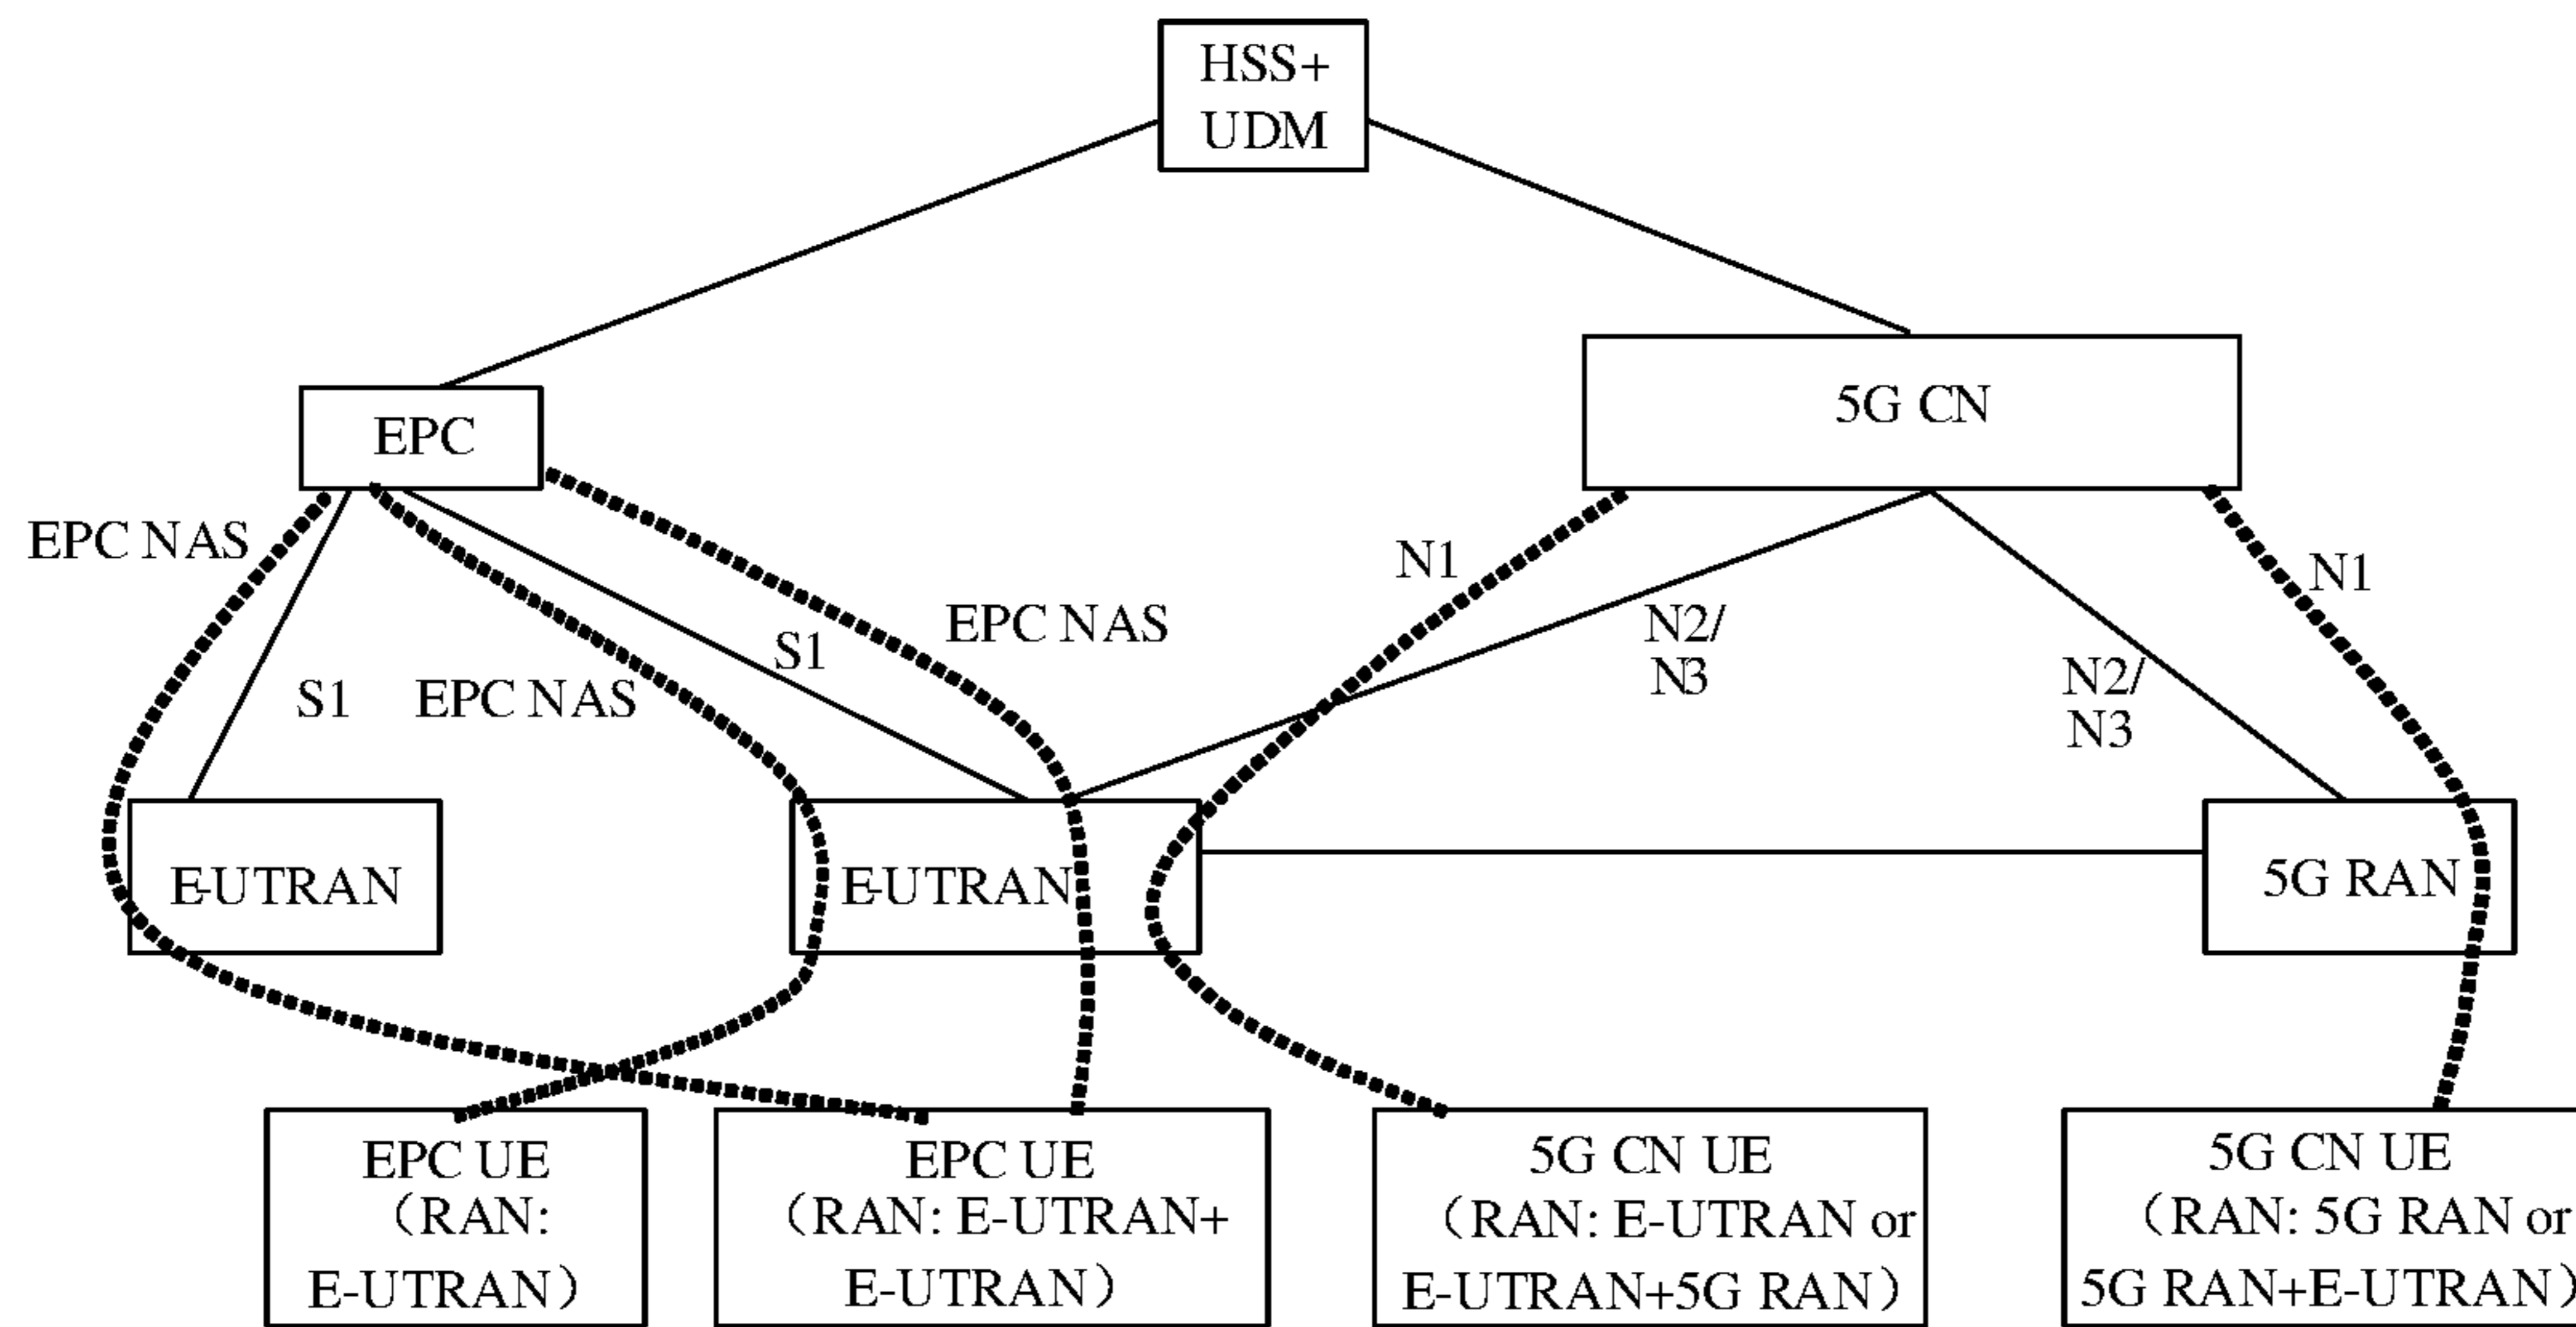 HSS+
UDM
EPC
5G CN
EPC NAS
N1
N1
EPC NAS
S1
N2/
N3
S1
EPC NAS
N2/
N3
E-UTRAN
E-UTRAN
5G RAN
EPC UE
（RAN:
E-UTRAN）
EPC UE
（RAN: E-UTRAN+
E-UTRAN）
5G CN UE
（RAN: E-UTRAN or
E-UTRAN+5G RAN）
5G CN UE
（RAN: 5G RAN or
5G RAN+E-UTRAN）